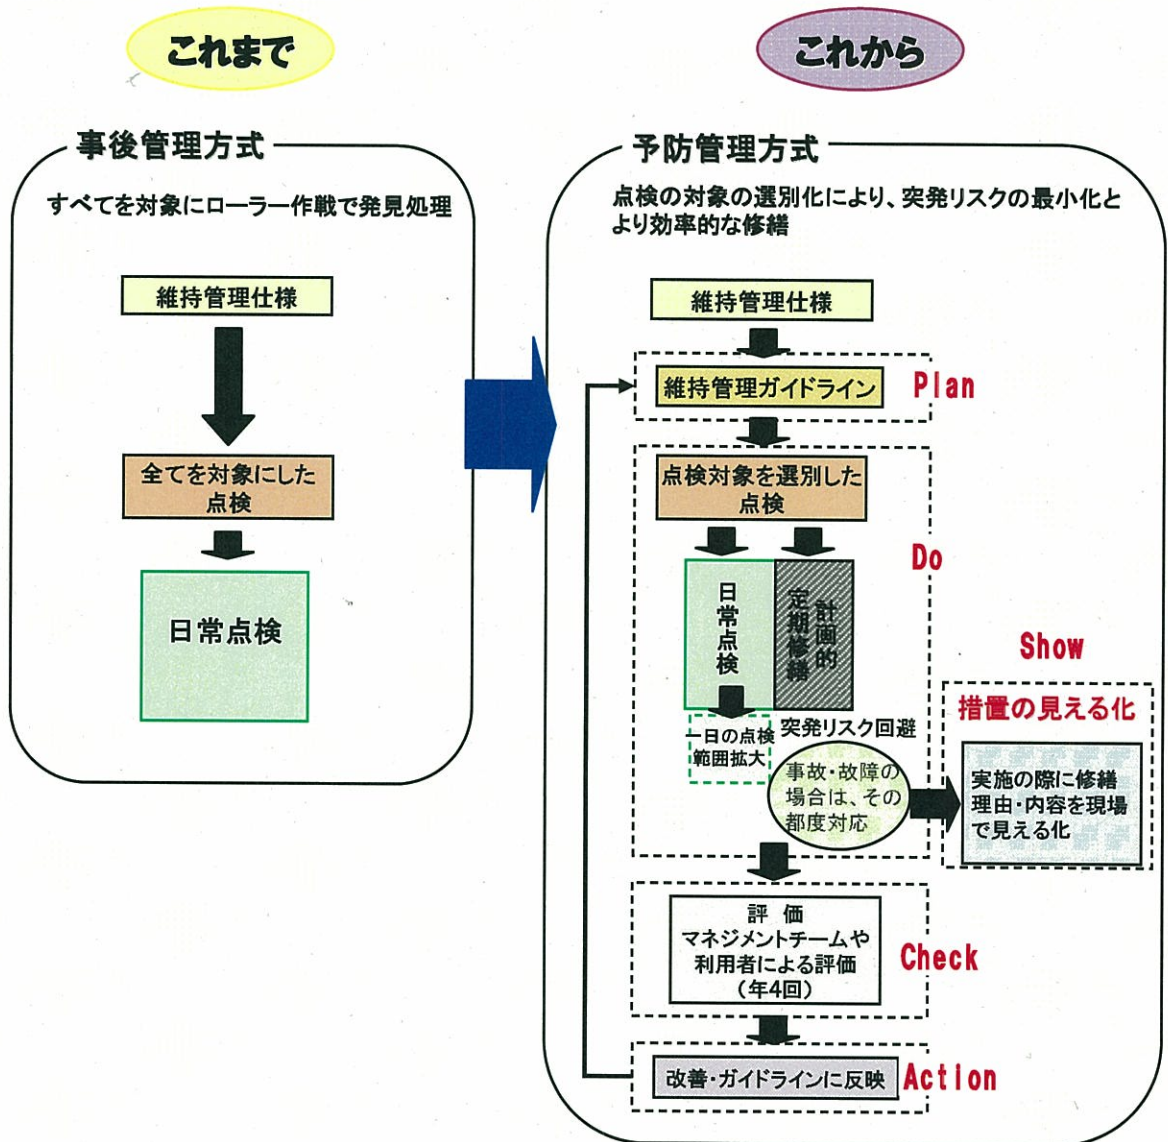 これまで
事後管理方式
すべてを対象にローラー作戦で発見処理
維持管理仕様
全てを対象にした
点検
日常点検
これから
予防管理方式
点検の対象の選別化により、突発リスクの最小化と
より効率的な修繕
維持管理仕様
維持管理ガイドライン
Plan
点検対象を選別した
点検
Do
日常点検
計画的
定期修繕
一日の点検
範囲拡大
突発リスク回避
事故・故障の
場合は、その
都度対応
Show
措置の見える化
実施の際に修繕
理由・内容を現場
で見える化
評 価
マネジメントチームや
利用者による評価
（年4回）
Check
改善・ガイドラインに反映
Action